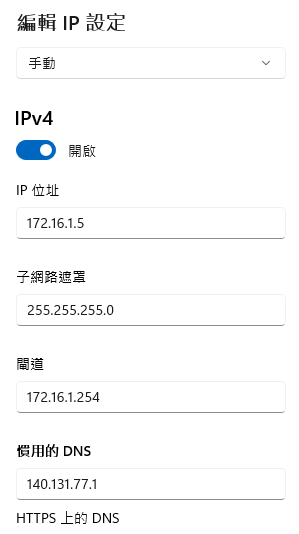 編輯 IP 設定
手動
IPv4
開啟
IP 位址
172.16.1.5
子網路遮罩
255.255.255.0
閘道
172.16.1.254
慣用的 DNS
140.131.77.1
HTTPS 上的 DNS